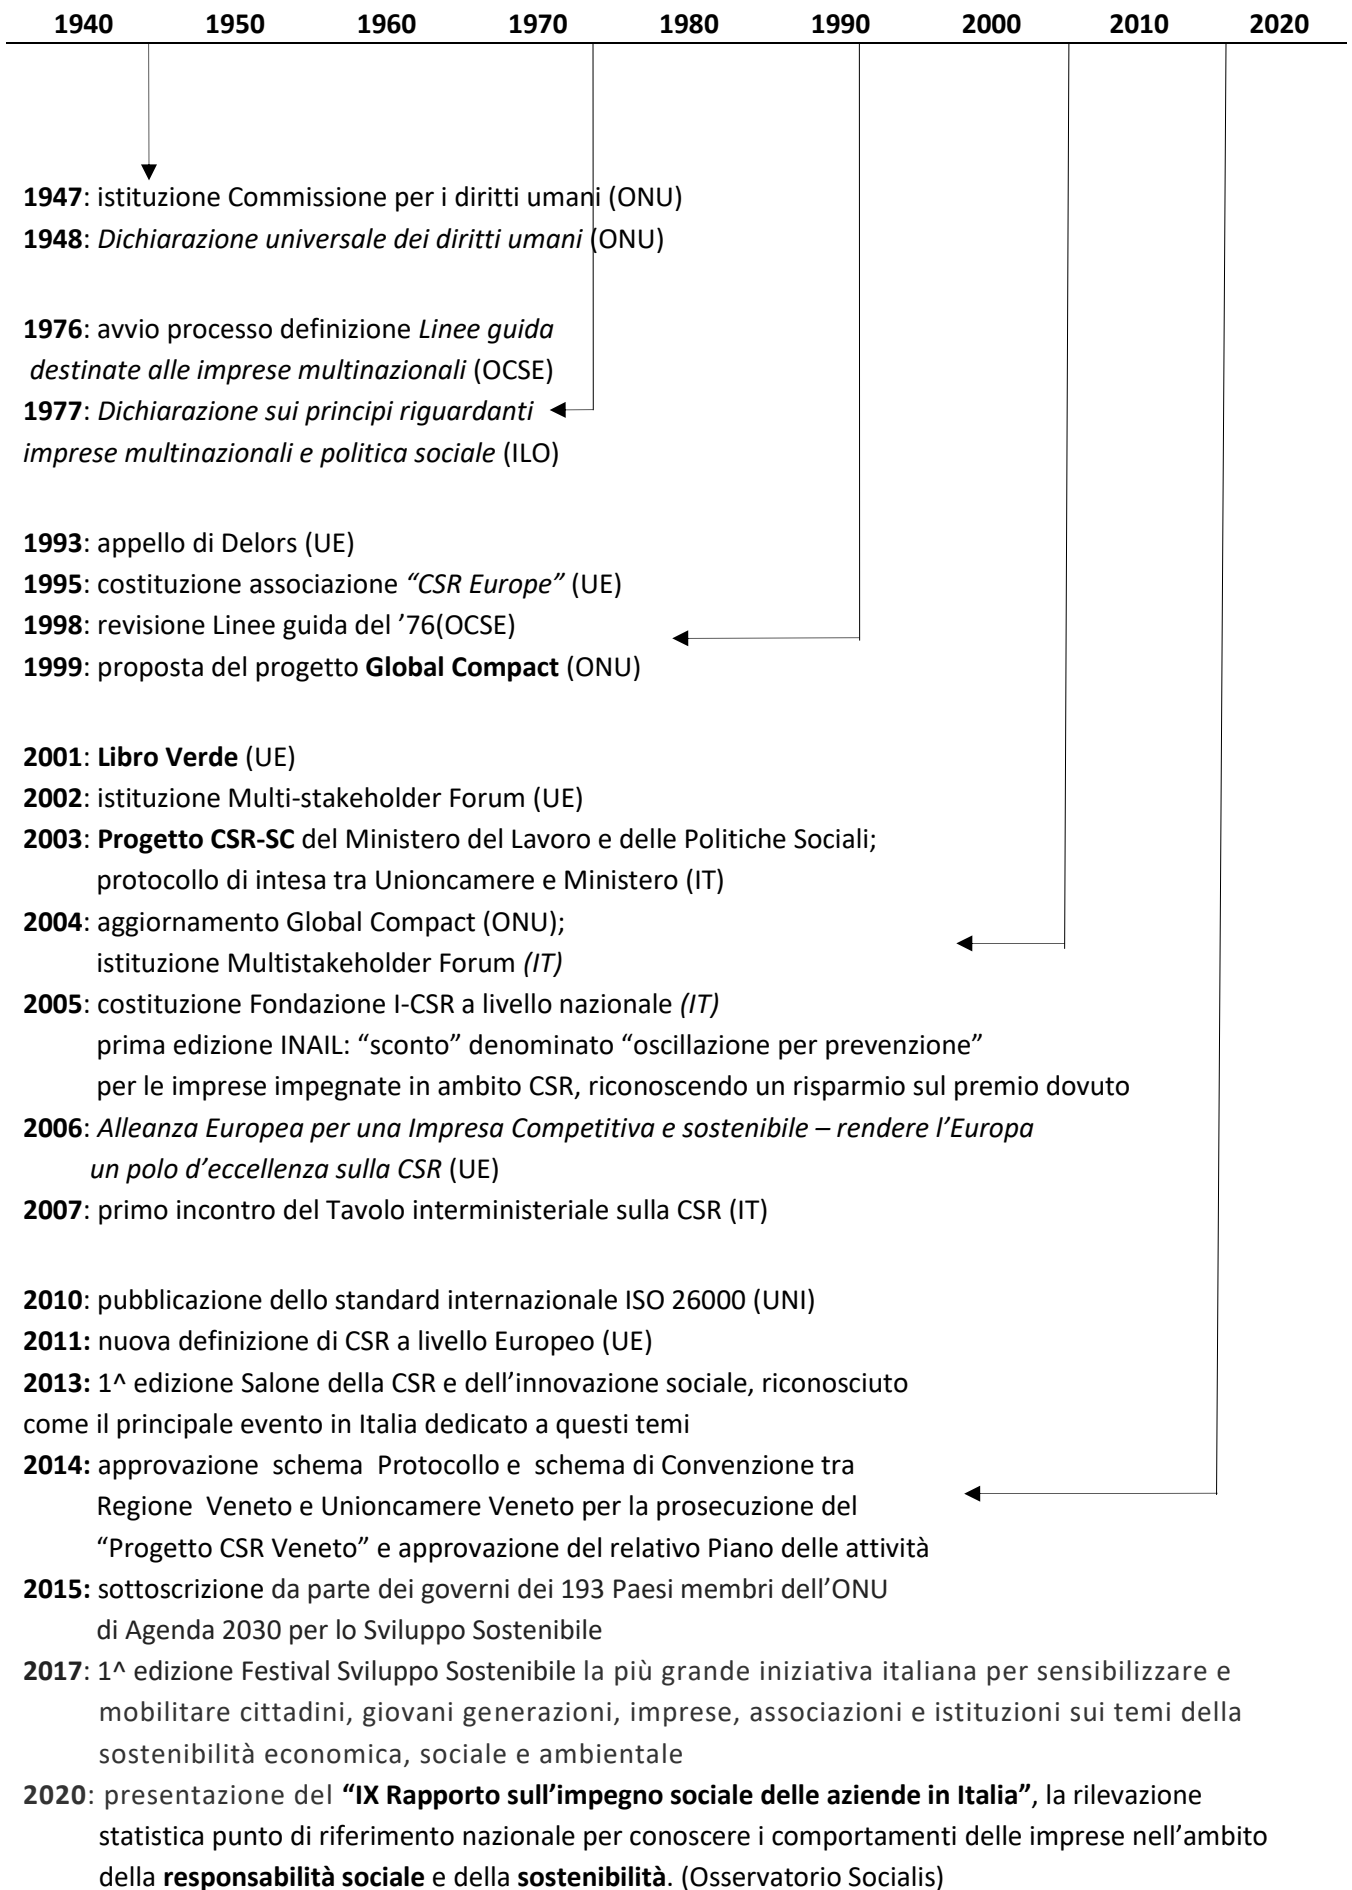 1940 1950 1960 1970 1980 1990 2000 2010 2020
1947: istituzione Commissione per i diritti umani (ONU)
1948: Dichiarazione universale dei diritti umani (ONU)
1976: avvio processo definizione Linee guida
destinate alle imprese multinazionali (OCSE)
1977: Dichiarazione sui principi riguardanti
imprese multinazionali e politica sociale (ILO)
1993: appello di Delors (UE)
1995: costituzione associazione “CSR Europe” (UE)
1998: revisione Linee guida del ’76(OCSE)
1999: proposta del progetto Global Compact (ONU)
2001: Libro Verde (UE)
2002: istituzione Multi-stakeholder Forum (UE)
2003: Progetto CSR-SC del Ministero del Lavoro e delle Politiche Sociali;
protocollo di intesa tra Unioncamere e Ministero (IT)
2004: aggiornamento Global Compact (ONU);
istituzione Multistakeholder Forum (IT)
2005: costituzione Fondazione I-CSR a livello nazionale (IT)
prima edizione INAIL: “sconto” denominato “oscillazione per prevenzione”
per le imprese impegnate in ambito CSR, riconoscendo un risparmio sul premio dovuto
2006: Alleanza Europea per una Impresa Competitiva e sostenibile – rendere l’Europa
un polo d’eccellenza sulla CSR (UE)
2007: primo incontro del Tavolo interministeriale sulla CSR (IT)
2010: pubblicazione dello standard internazionale ISO 26000 (UNI)
2011: nuova definizione di CSR a livello Europeo (UE)
2013: 1^ edizione Salone della CSR e dell’innovazione sociale, riconosciuto
come il principale evento in Italia dedicato a questi temi
2014: approvazione schema Protocollo e schema di Convenzione tra
Regione Veneto e Unioncamere Veneto per la prosecuzione del
“Progetto CSR Veneto” e approvazione del relativo Piano delle attività
2015: sottoscrizione da parte dei governi dei 193 Paesi membri dell’ONU
di Agenda 2030 per lo Sviluppo Sostenibile
2017: 1^ edizione Festival Sviluppo Sostenibile la più grande iniziativa italiana per sensibilizzare e
mobilitare cittadini, giovani generazioni, imprese, associazioni e istituzioni sui temi della
sostenibilità economica, sociale e ambientale
2020: presentazione del “IX Rapporto sull’impegno sociale delle aziende in Italia”, la rilevazione
statistica punto di riferimento nazionale per conoscere i comportamenti delle imprese nell’ambito
della responsabilità sociale e della sostenibilità. (Osservatorio Socialis)